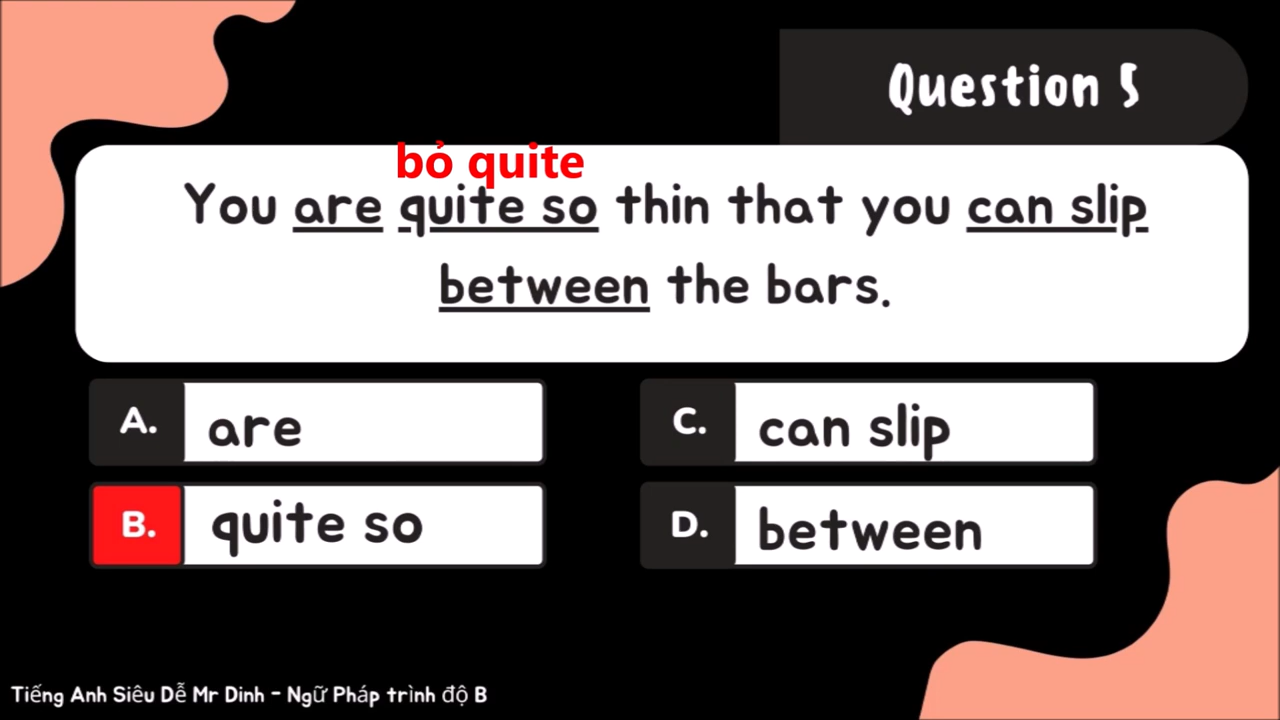 Question 5
bỏ quite
You are quite so thin that you can slip
between the bars.
A. are
C. can slip
B. quite so
D. between
Tiếng Anh Siêu Dễ Mr Dinh - Ngữ Pháp trình độ B